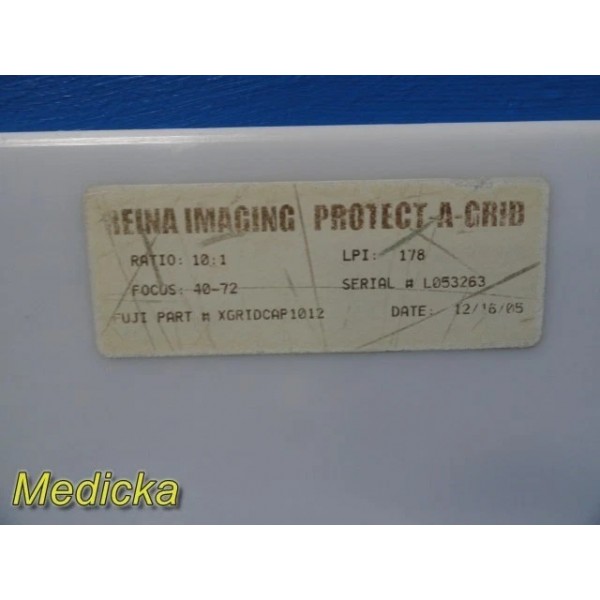 REINA IMAGING PROTECT-A-GRID
RATIO: 10:1 LPI: 178
FOCUS: 40-72 SERIAL # L053263
FUJI PART # XGRIDCAP1012 DATE: 12/16/05
Medicka